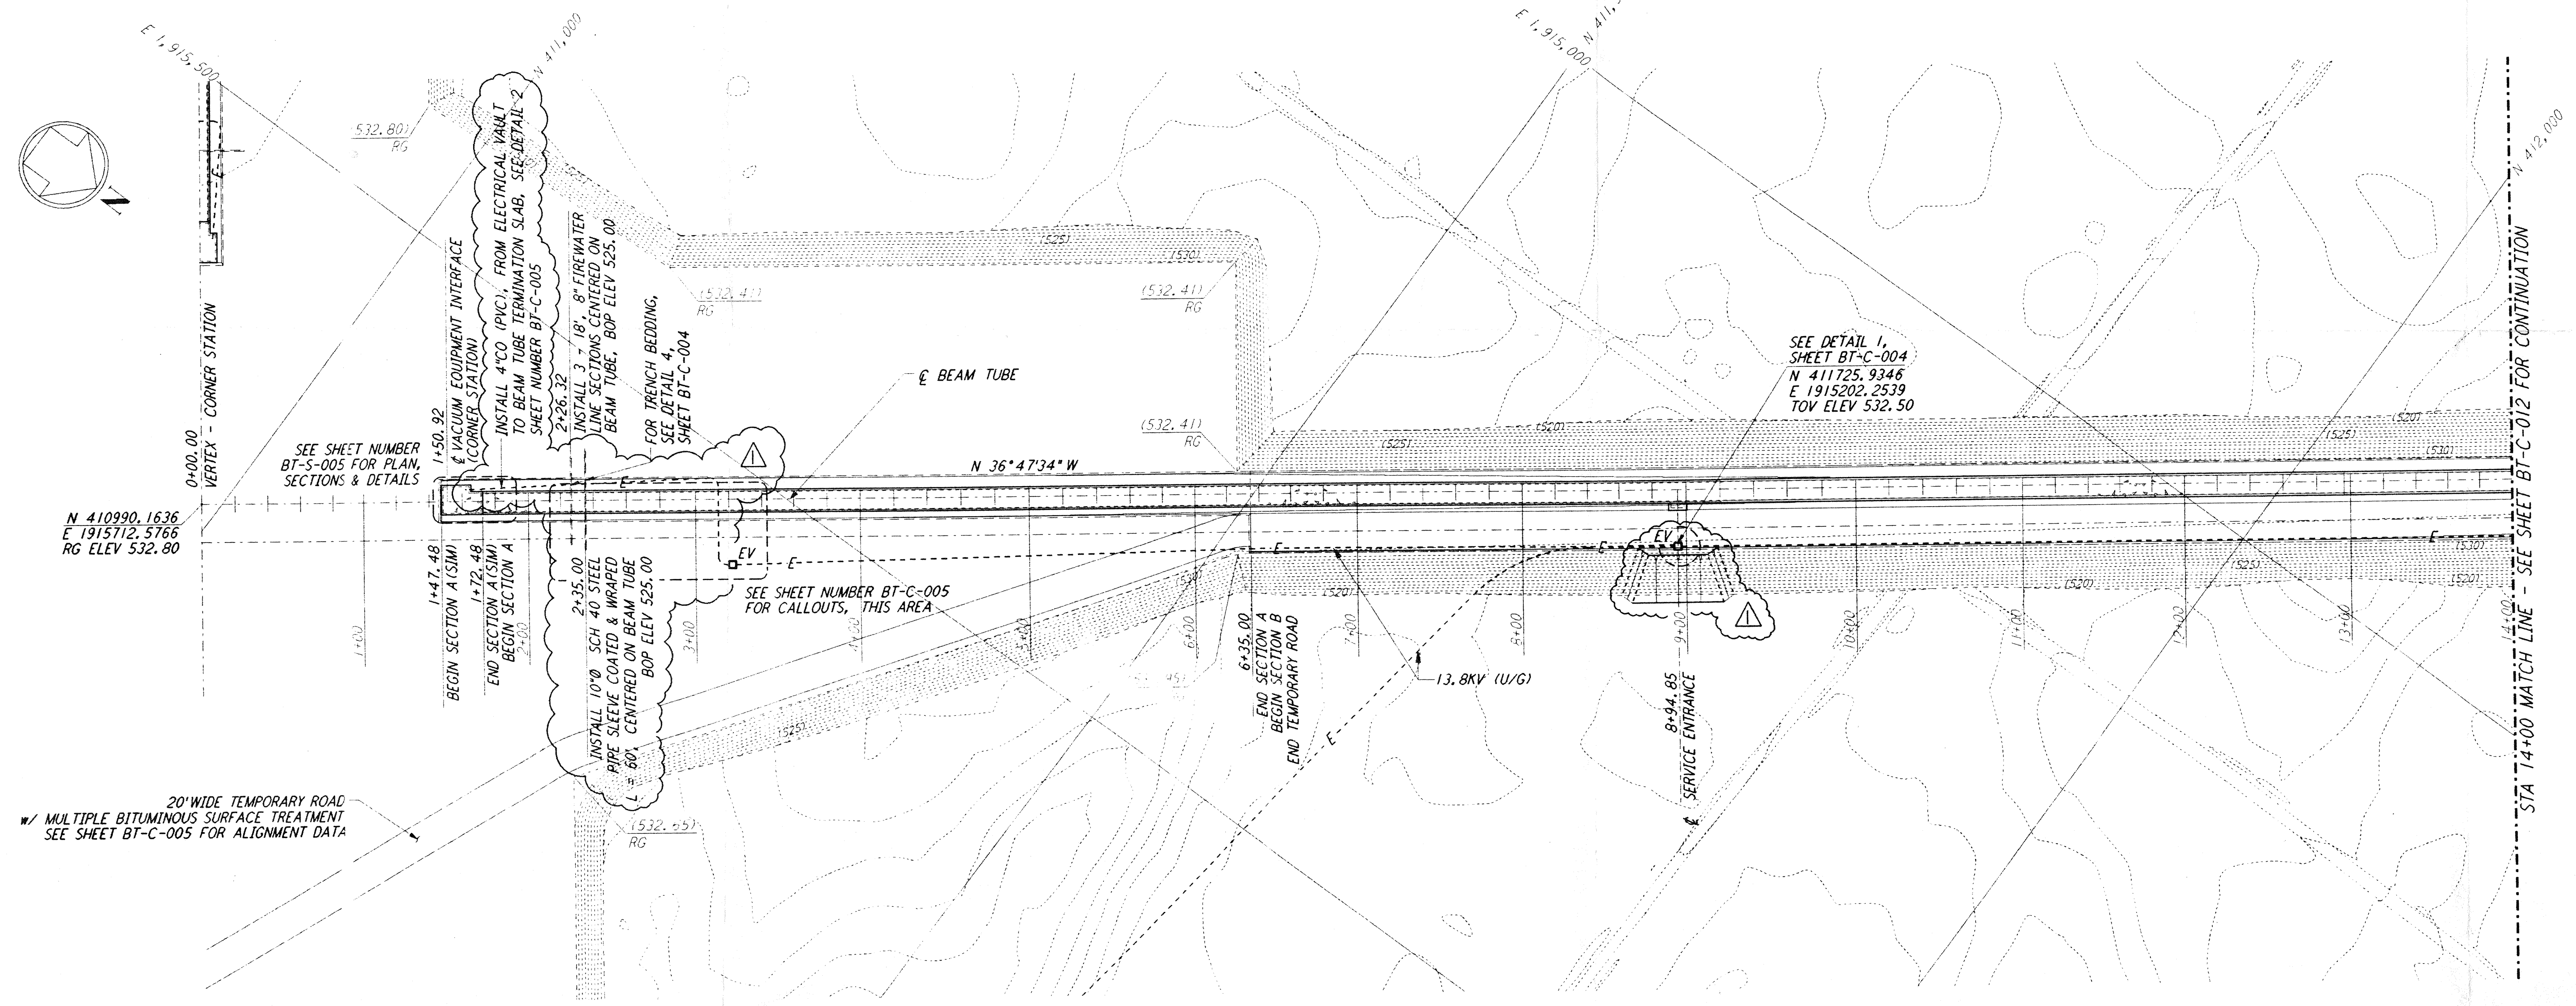 E 1,915,500
N 411,000
E 1,915,000
N 412,000
N
(532.80)
RG
(525)
(530)
(532.41)
RG
(532.41)
RG
(532.41)
RG
0+00.00
VERTEX - CORNER STATION
1+50.92
℄ VACUUM EQUIPMENT INTERFACE
(CORNER STATION)
INSTALL 4"CO (PVC), FROM ELECTRICAL VAULT
TO BEAM TUBE TERMINATION SLAB, SEE DETAIL 2
SHEET NUMBER BT-C-005
2+26.32
INSTALL 3 - 18', 8" FIREWATER
LINE SECTIONS CENTERED ON
BEAM TUBE, BOP ELEV 525.00
FOR TRENCH BEDDING,
SEE DETAIL 4,
SHEET BT-C-004
℄ BEAM TUBE
SEE DETAIL 1,
SHEET BT-C-004
N 411725.9346
E 1915202.2539
TOV ELEV 532.50
SEE SHEET NUMBER
BT-S-005 FOR PLAN,
SECTIONS & DETAILS
N 36°47'34" W
(525)
(520)
(525)
(520)
(530)
N 410990.1636
E 1915712.5766
RG ELEV 532.80
E
E
EV
E
E
E
EV
E
(530)
1
1
1+47.48
BEGIN SECTION A(SIM)
1+72.48
END SECTION A(SIM)
BEGIN SECTION A
2+35.00
INSTALL 10"Ø SCH 40 STEEL
PIPE SLEEVE COATED & WRAPED
L = 60', CENTERED ON BEAM TUBE
BOP ELEV 525.00
SEE SHEET NUMBER BT-C-005
FOR CALLOUTS, THIS AREA
(530)
(520)
(520)
(525)
(520)
1+00
2+00
3+00
4+00
5+00
6+00
7+00
8+00
9+00
10+00
11+00
12+00
13+00
14+00
6+35.00
END SECTION A
BEGIN SECTION B
END TEMPORARY ROAD
13.8KV (U/G)
E
8+94.85
℄ SERVICE ENTRANCE
(525)
20'WIDE TEMPORARY ROAD
w/ MULTIPLE BITUMINOUS SURFACE TREATMENT
SEE SHEET BT-C-005 FOR ALIGNMENT DATA
RG
STA 14+00 MATCH LINE - SEE SHEET BT-C-012 FOR CONTINUATION